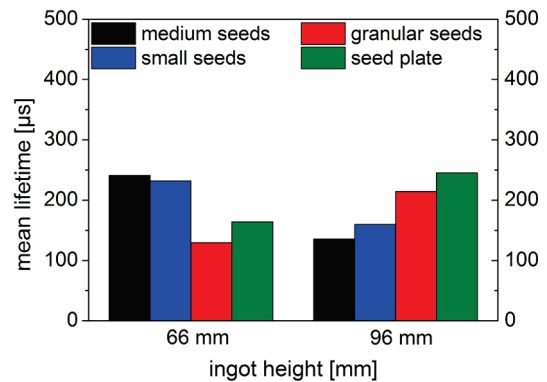 500 500
medium seeds granular seeds
small seeds seed plate
400 400
300 300
200 200
100 100
0 0
mean lifetime [µs]
66 mm 96 mm
ingot height [mm]